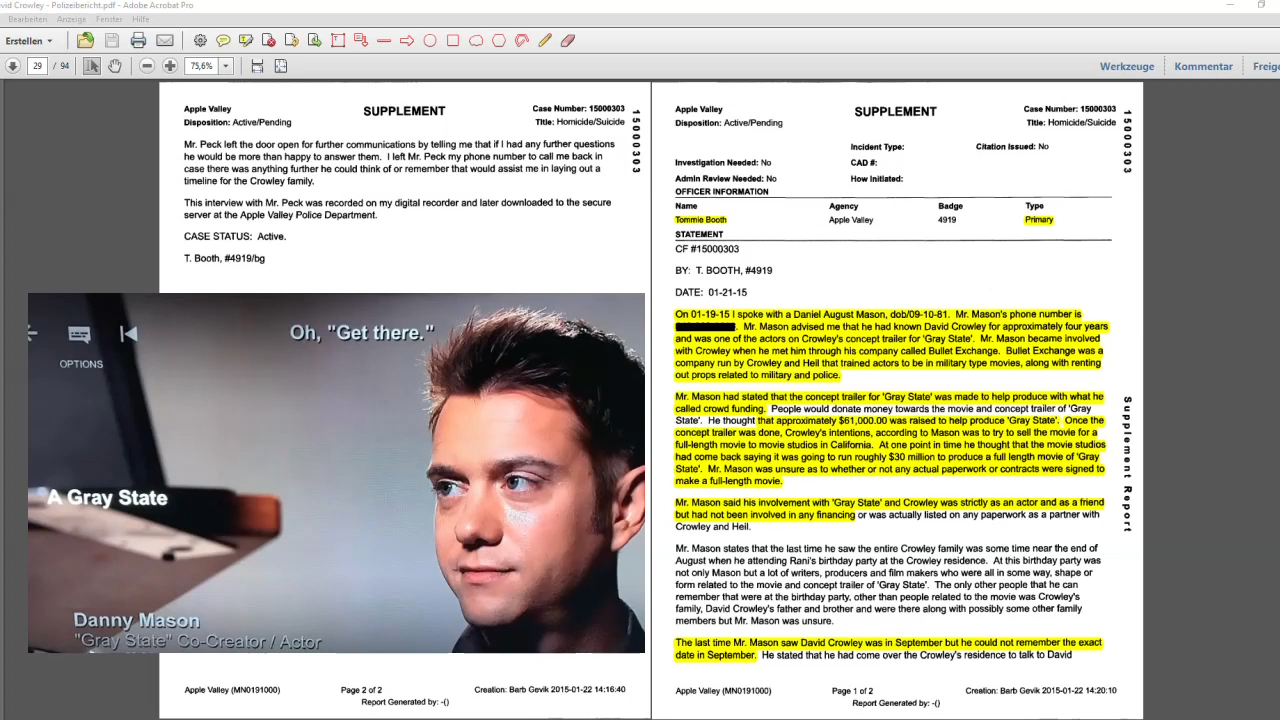 vid Crowley - Polizeibericht.pdf - Adobe Acrobat Pro
Bearbeiten Anzeige Fenster Hilfe
Erstellen
29 / 94 75,6%
Werkzeuge Kommentar Freig
Apple Valley SUPPLEMENT Case Number: 15000303
Disposition: Active/Pending Title: Homicide/Suicide
15000303
Mr. Peck left the door open for further communications by telling me that if I had any further questions
he would be more than happy to answer them. I left Mr. Peck my phone number to call me back in
case there was anything further he could think of or remember that would assist me in laying out a
timeline for the Crowley family.
This interview with Mr. Peck was recorded on my digital recorder and later downloaded to the secure
server at the Apple Valley Police Department.
CASE STATUS: Active.
T. Booth, #4919/bg
Oh, "Get there."
OPTIONS
A Gray State
Danny Mason
"Gray State" Co-Creator / Actor
Apple Valley (MN0191000) Page 2 of 2 Creation: Barb Gevik 2015-01-22 14:16:40
Report Generated by: -()
Apple Valley SUPPLEMENT Case Number: 15000303
Disposition: Active/Pending Title: Homicide/Suicide
15000303
Incident Type: Citation Issued: No
Investigation Needed: No CAD #:
Admin Review Needed: No How Initiated:
OFFICER INFORMATION
Name Agency Badge Type
Tommie Booth Apple Valley 4919 Primary
STATEMENT
CF #15000303
BY: T. BOOTH, #4919
DATE: 01-21-15
On 01-19-15 I spoke with a Daniel August Mason, dob/09-10-81. Mr. Mason's phone number is
. Mr. Mason advised me that he had known David Crowley for approximately four years
and was one of the actors on Crowley's concept trailer for 'Gray State'. Mr. Mason became involved
with Crowley when he met him through his company called Bullet Exchange. Bullet Exchange was a
company run by Crowley and Heil that trained actors to be in military type movies, along with renting
out props related to military and police.
Mr. Mason had stated that the concept trailer for 'Gray State' was made to help produce with what he
called crowd funding. People would donate money towards the movie and concept trailer of 'Gray
State'. He thought that approximately $61,000.00 was raised to help produce 'Gray State'. Once the
concept trailer was done, Crowley's intentions, according to Mason was to try to sell the movie for a
full-length movie to movie studios in California. At one point in time he thought that the movie studios
had come back saying it was going to run roughly $30 million to produce a full length movie of 'Gray
State'. Mr. Mason was unsure as to whether or not any actual paperwork or contracts were signed to
make a full-length movie.
Mr. Mason said his involvement with 'Gray State' and Crowley was strictly as an actor and as a friend
but had not been involved in any financing or was actually listed on any paperwork as a partner with
Crowley and Heil.
Mr. Mason states that the last time he saw the entire Crowley family was some time near the end of
August when he attending Rani's birthday party at the Crowley residence. At this birthday party was
not only Mason but a lot of writers, producers and film makers who were all in some way, shape or
form related to the movie and concept trailer of 'Gray State'. The only other people that he can
remember that were at the birthday party, other than people related to the movie was Crowley's
family, David Crowley's father and brother and were there along with possibly some other family
members but Mr. Mason was unsure.
The last time Mr. Mason saw David Crowley was in September but he could not remember the exact
date in September. He stated that he had come over the Crowley's residence to talk to David
Supplement Report
Apple Valley (MN0191000) Page 1 of 2 Creation: Barb Gevik 2015-01-22 14:20:10
Report Generated by: -()